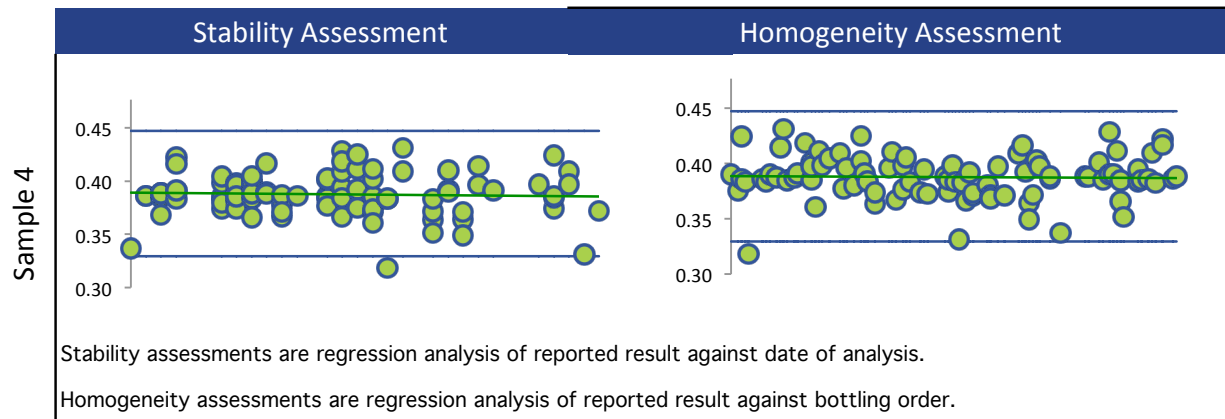 Stability Assessment
Homogeneity Assessment
Sample 4
0.45
0.40
0.35
0.30
0.45
0.40
0.35
0.30
Stability assessments are regression analysis of reported result against date of analysis.
Homogeneity assessments are regression analysis of reported result against bottling order.